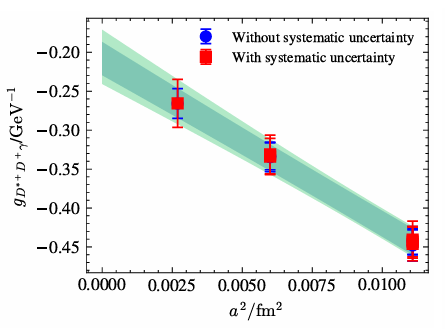 Without systematic uncertainty
With systematic uncertainty
−0.20
−0.25
−0.30
−0.35
−0.40
−0.45
g_{D*+D+γ}/GeV⁻¹
0.0000 0.0025 0.0050 0.0075 0.0100
a²/fm²